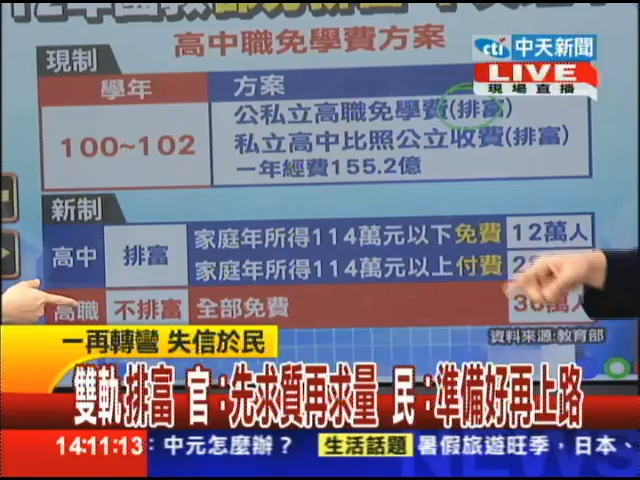 高中職免學費方案
cti 中天新聞
LIVE
現場直播
現制
學年 方案
100~102
公私立高職免學費(排富)
私立高中比照公立收費(排富)
一年經費155.2億
新制
高中 排富 家庭年所得114萬元以下免費 12萬人
家庭年所得114萬元以上付費
高職 不排富 全部免費
資料來源:教育部
一再轉彎 失信於民
雙軌排富 官:先求質再求量 民:準備好再上路
14:11:13 中元怎麼辦? 生活話題 暑假旅遊旺季,日本、